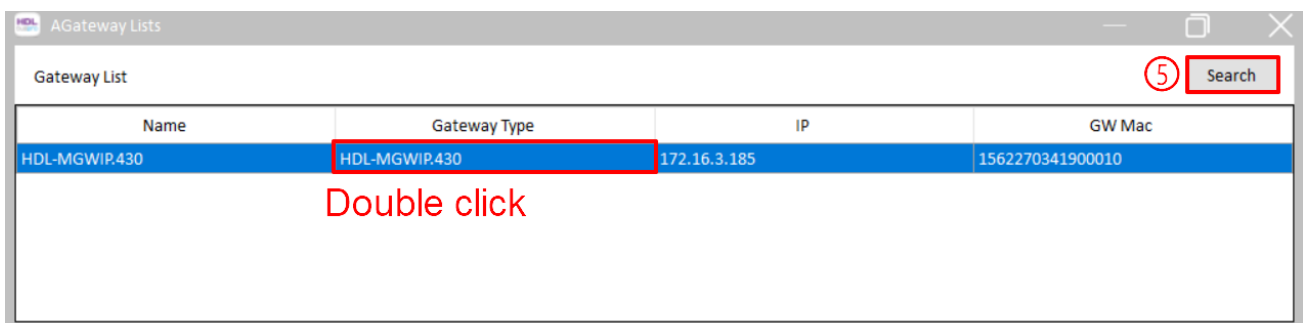 HDL
AGateway Lists
Gateway List
⑤ Search
Name Gateway Type IP GW Mac
HDL-MGWIP.430 HDL-MGWIP.430 172.16.3.185 1562270341900010
Double click